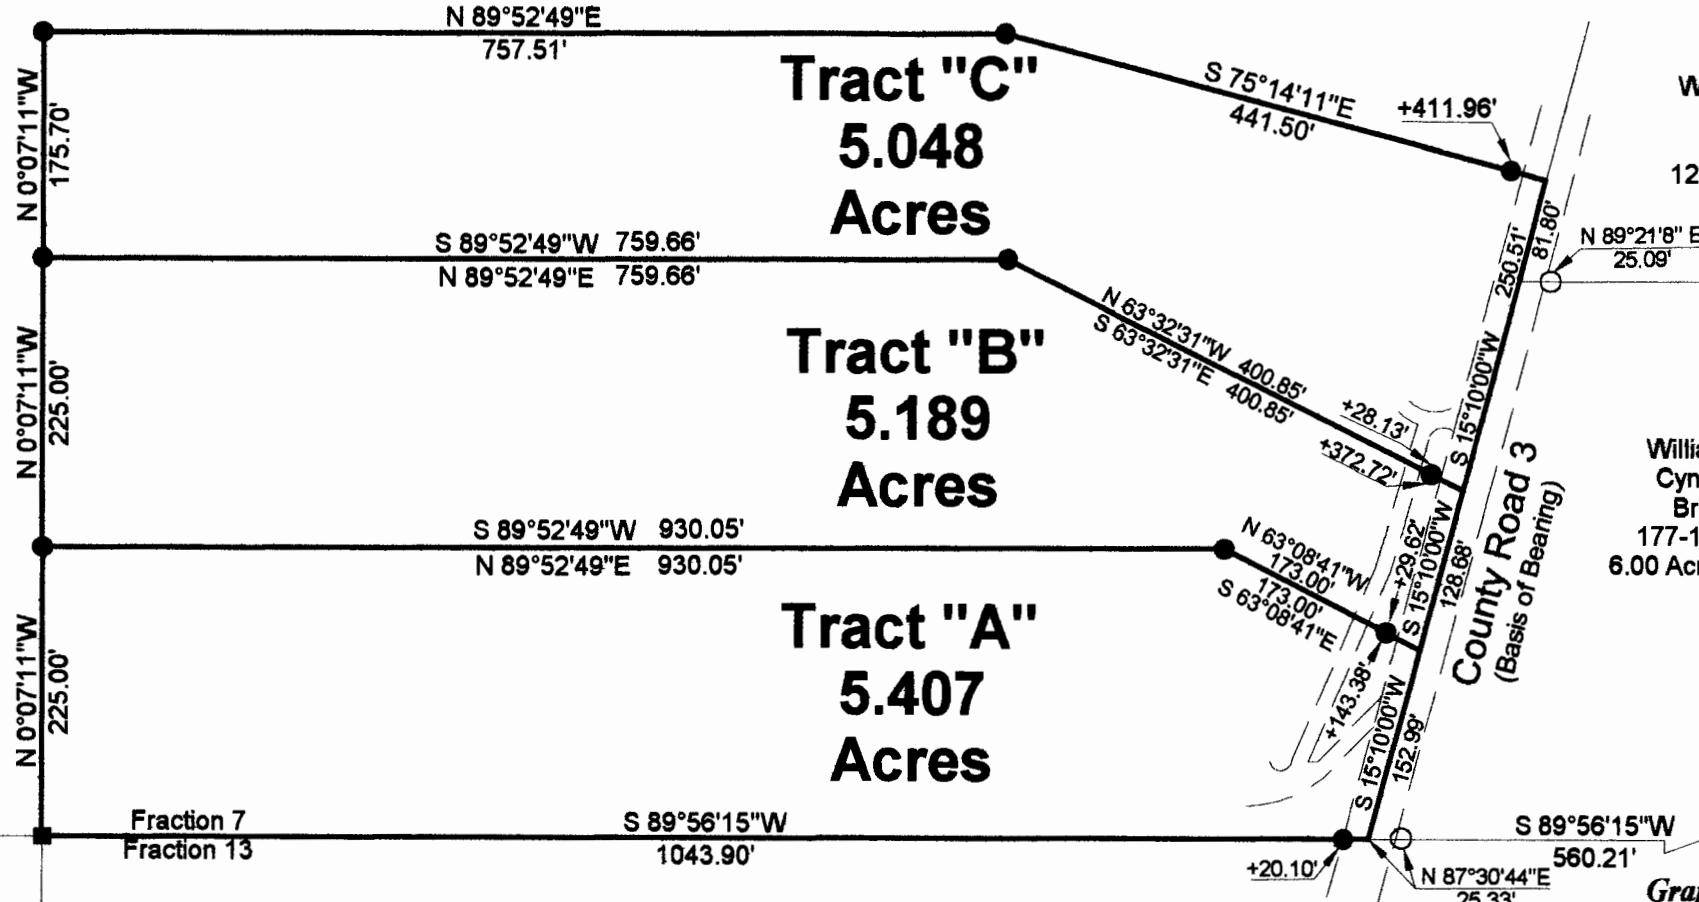 N 89°52'49"E
757.51'
Tract "C"
5.048
Acres
N 0°07'11"W
175.70'
S 75°14'11"E
441.50'
+411.96'
W
12
N 89°21'8" E
25.09'
250.51'
81.80'
S 15°10'00"W
S 89°52'49"W 759.66'
N 89°52'49"E 759.66'
N 63°32'31"W 400.85'
S 63°32'31"E 400.85'
+28.13'
+372.72'
Tract "B"
5.189
Acres
N 0°07'11"W
225.00'
County Road 3
(Basis of Bearing)
Willia
Cyn
Br
177-1
6.00 Acr
S 89°52'49"W 930.05'
N 89°52'49"E 930.05'
N 63°08'41"W
173.00'
173.00'
S 63°08'41"E
+29.62'
S 15°10'00"W
128.68'
Tract "A"
5.407
Acres
N 0°07'11"W
225.00'
+143.38'
S 15°10'00"W
152.99'
Fraction 7
Fraction 13
S 89°56'15"W
1043.90'
+20.10'
N 87°30'44"E
25.33'
S 89°56'15"W
560.21'
Gra